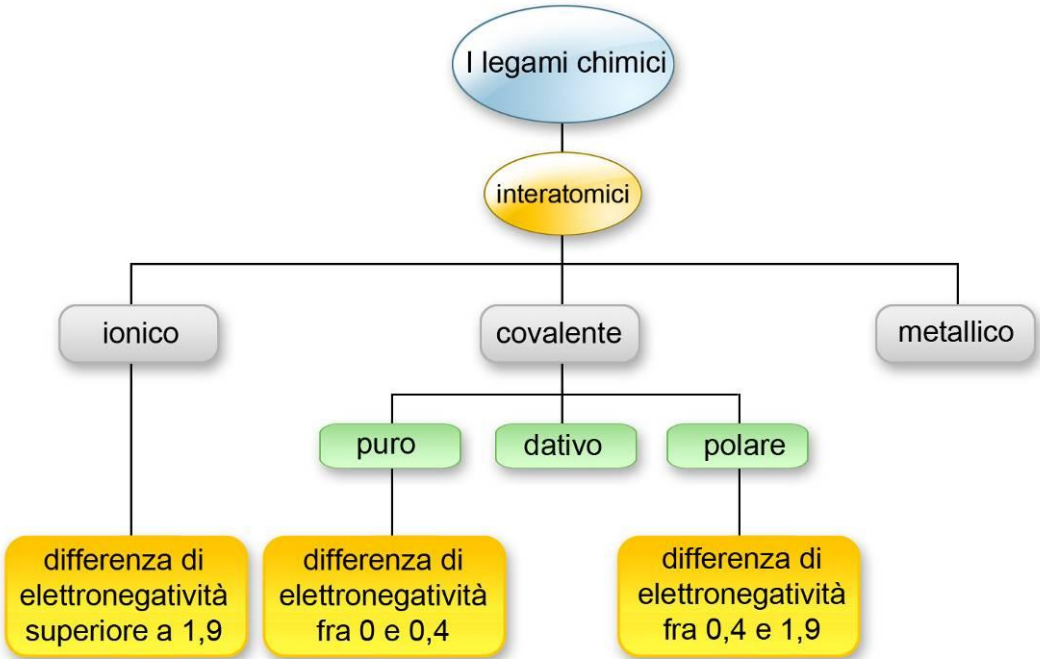 I legami chimici
interatomici
ionico
covalente
metallico
puro
dativo
polare
differenza di
elettronegatività
superiore a 1,9
differenza di
elettronegatività
fra 0 e 0,4
differenza di
elettronegatività
fra 0,4 e 1,9